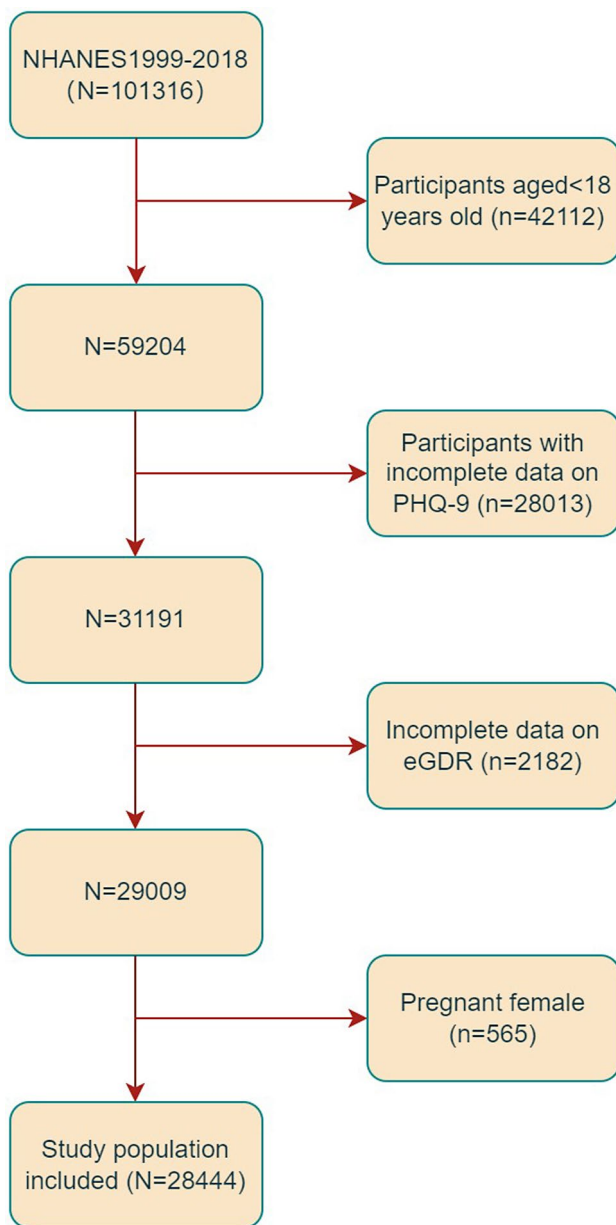 NHANES1999-2018
(N=101316)
Participants aged<18
years old (n=42112)
N=59204
Participants with
incomplete data on
PHQ-9 (n=28013)
N=31191
Incomplete data on
eGDR (n=2182)
N=29009
Pregnant female
(n=565)
Study population
included (N=28444)